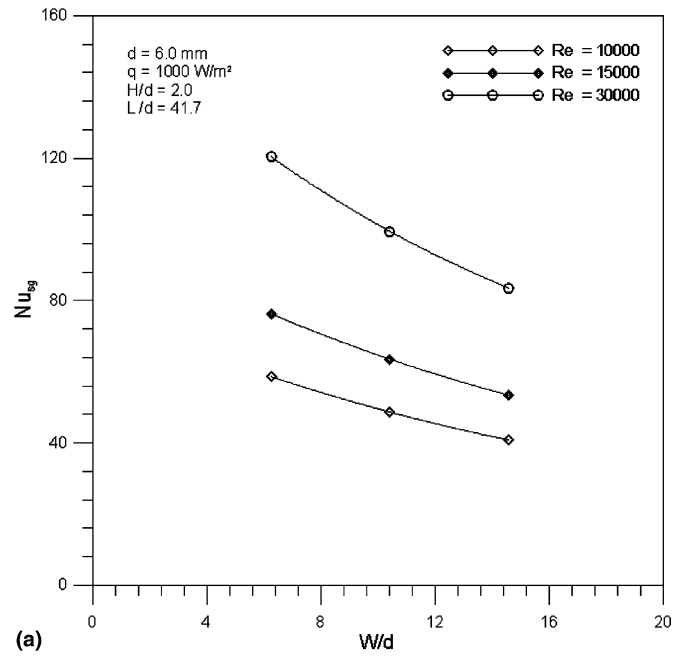 160
d = 6.0 mm
q = 1000 W/m²
H/d = 2.0
L/d = 41.7
Re = 10000
Re = 15000
Re = 30000
120
Nusg
80
40
0
0 4 8 12 16 20
W/d
(a)